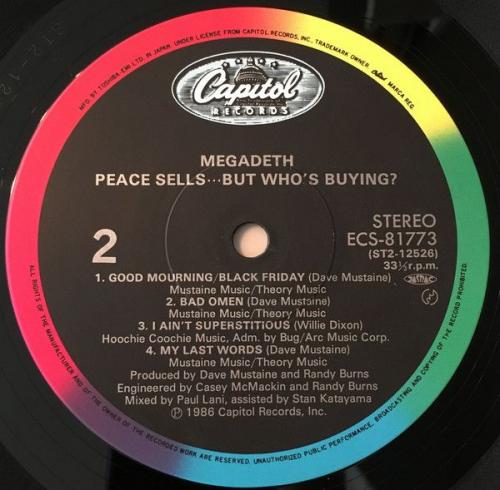 MFD. BY TOSHIBA-EMI LTD. IN JAPAN. UNDER LICENSE FROM CAPITOL RECORDS, INC., TRADEMARK OWNER. Capitol MARCA REG.
Capitol
RECORDS
MEGADETH
PEACE SELLS···BUT WHO'S BUYING?
2
STEREO
ECS-81773
(ST2-12526)
33⅓r.p.m.
1. GOOD MOURNING/BLACK FRIDAY (Dave Mustaine)
Mustaine Music/Theory Music
2. BAD OMEN (Dave Mustaine)
Mustaine Music/Theory Music
3. I AIN'T SUPERSTITIOUS (Willie Dixon)
Hoochie Coochie Music, Adm. by Bug/Arc Music Corp.
4. MY LAST WORDS (Dave Mustaine)
Mustaine Music/Theory Music
Produced by Dave Mustaine and Randy Burns
Engineered by Casey McMackin and Randy Burns
Mixed by Paul Lani, assisted by Stan Katayama
Ⓟ 1986 Capitol Records, Inc.
ALL RIGHTS OF THE MANUFACTURER AND OF THE OWNER OF THE RECORDED WORK ARE RESERVED. UNAUTHORIZED PUBLIC PERFORMANCE, BROADCASTING AND COPYING OF THE RECORD PROHIBITED.